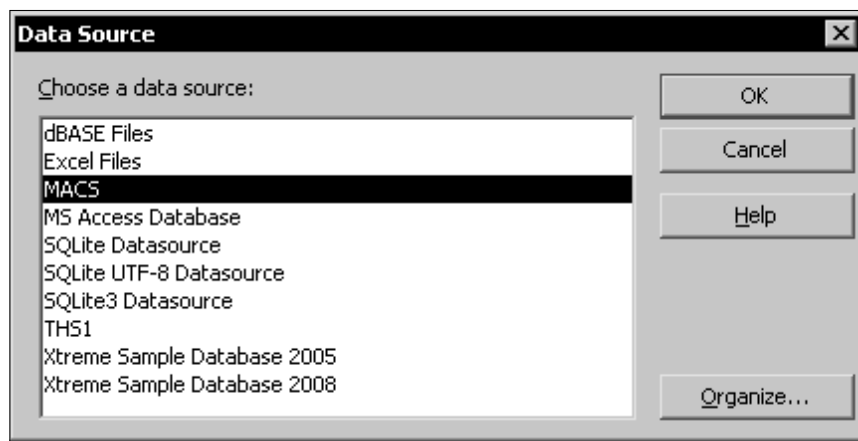 Data Source
Choose a data source:
dBASE Files
Excel Files
MACS
MS Access Database
SQLite Datasource
SQLite UTF-8 Datasource
SQLite3 Datasource
THS1
Xtreme Sample Database 2005
Xtreme Sample Database 2008
OK
Cancel
Help
Organize...